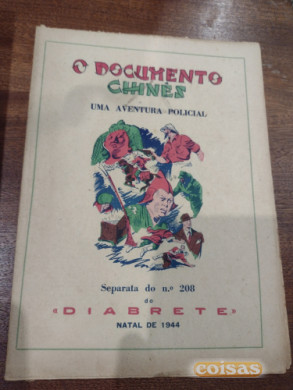 O DOCUMENTO
CHINÊS
UMA AVENTURA POLICIAL
Separata do n.º 208
do
«DIABRETE»
NATAL DE 1944
coisas